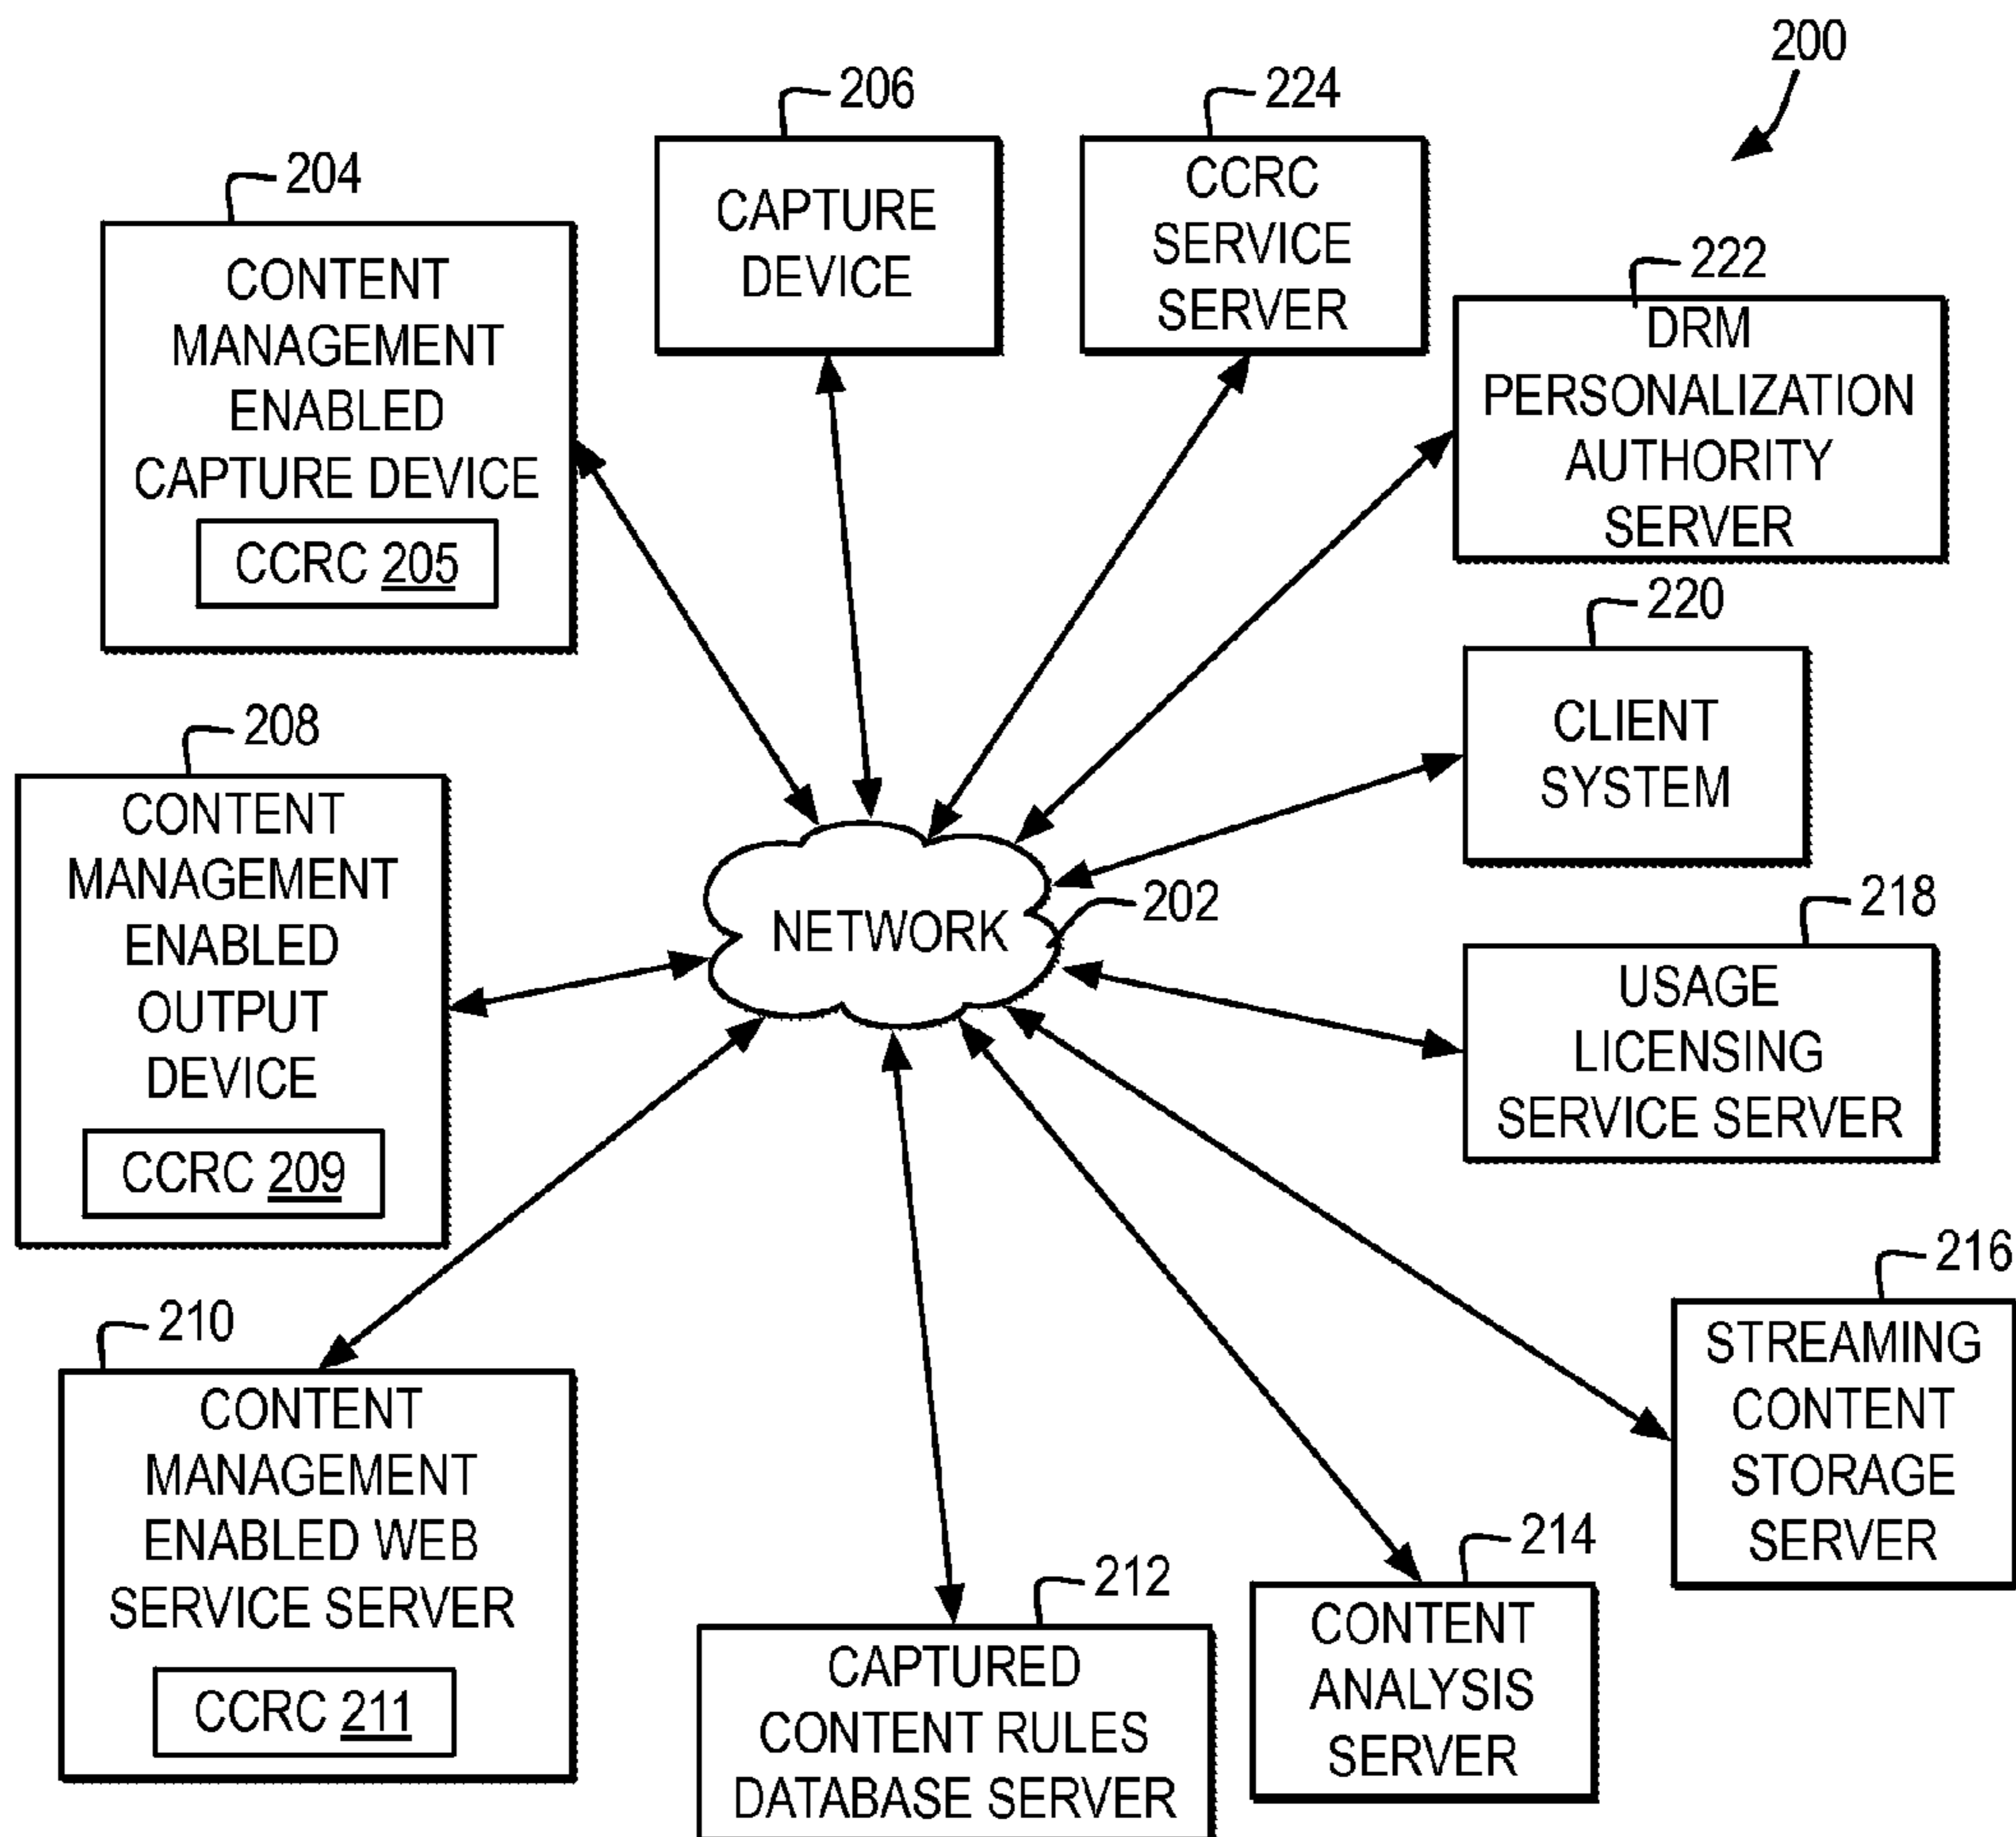 200
206
CAPTURE
DEVICE
224
CCRC
SERVICE
SERVER
204
CONTENT
MANAGEMENT
ENABLED
CAPTURE DEVICE
CCRC 205
222
DRM
PERSONALIZATION
AUTHORITY
SERVER
220
CLIENT
SYSTEM
208
CONTENT
MANAGEMENT
ENABLED
OUTPUT
DEVICE
CCRC 209
NETWORK
202
218
USAGE
LICENSING
SERVICE SERVER
210
CONTENT
MANAGEMENT
ENABLED WEB
SERVICE SERVER
CCRC 211
212
CAPTURED
CONTENT RULES
DATABASE SERVER
214
CONTENT
ANALYSIS
SERVER
216
STREAMING
CONTENT
STORAGE
SERVER